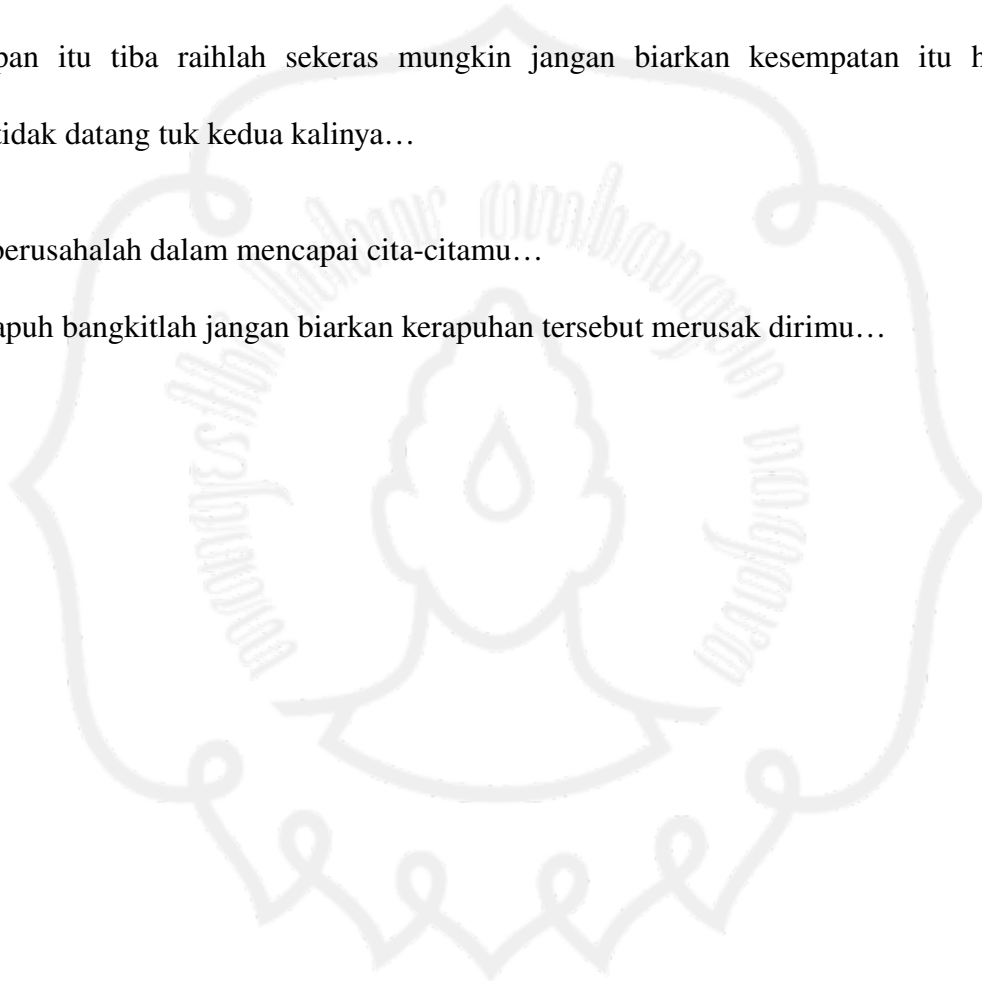 pan itu tiba raihlah sekeras mungkin jangan biarkan kesempatan itu h
tidak datang tuk kedua kalinya…
berusahalah dalam mencapai cita-citamu…
apuh bangkitlah jangan biarkan kerapuhan tersebut merusak dirimu…